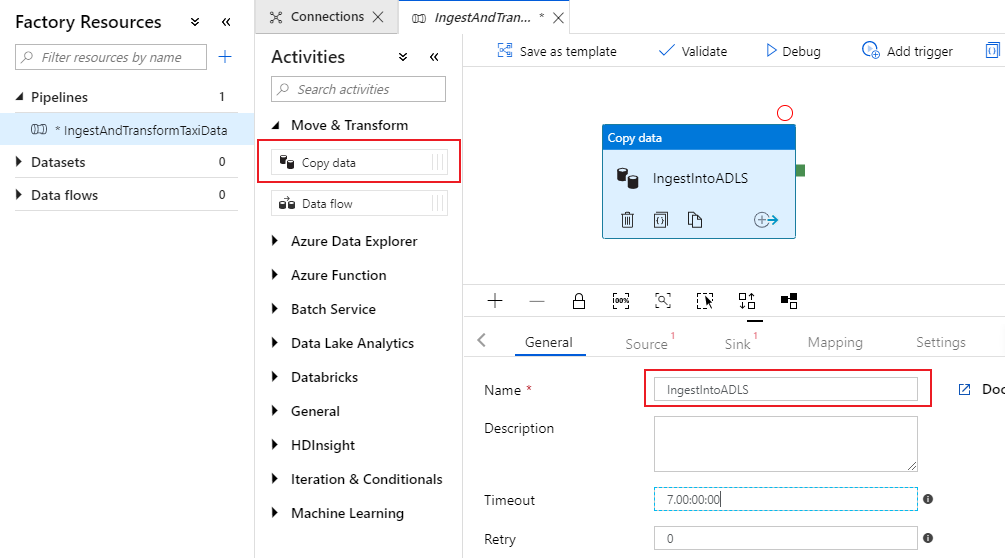 Factory Resources
Filter resources by name
Pipelines 1
* IngestAndTransformTaxiData
Datasets 0
Data flows 0
Connections
IngestAndTran... *
Activities
Search activities
Move & Transform
Copy data
Data flow
Azure Data Explorer
Azure Function
Batch Service
Data Lake Analytics
Databricks
General
HDInsight
Iteration & Conditionals
Machine Learning
Save as template
Validate
Debug
Add trigger
Copy data
IngestIntoADLS
100%
General
Source 1
Sink 1
Mapping
Settings
Name * IngestIntoADLS
Doc
Description
Timeout 7.00:00:00
Retry 0